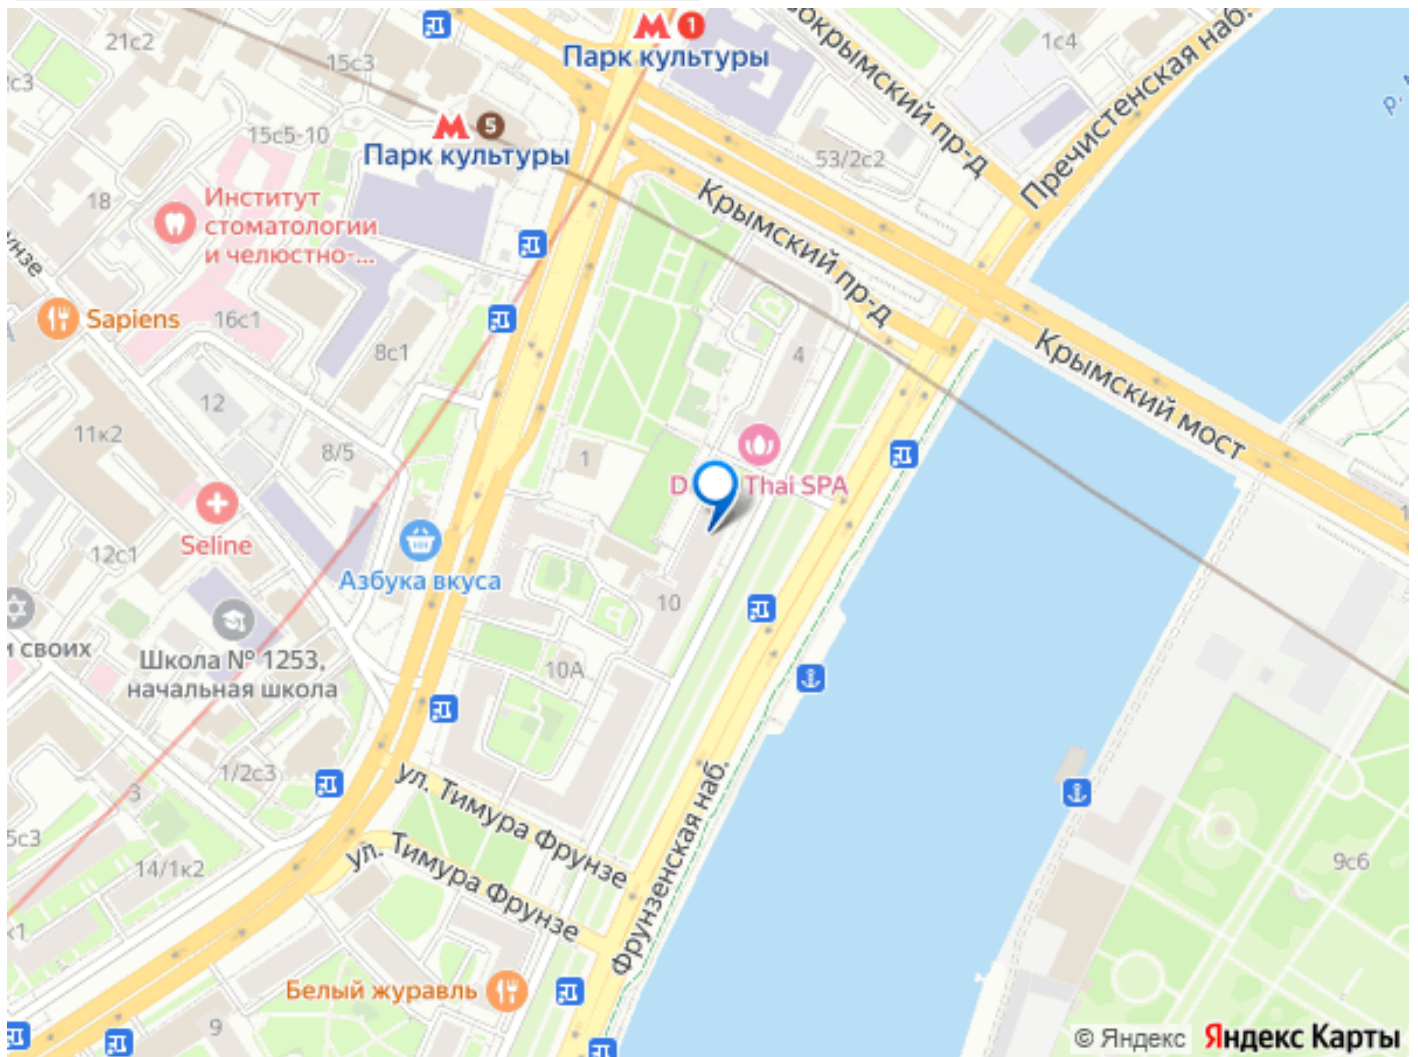 21с2
15с3
1
Парк культуры
1с4
Пречистенская наб.
5
Парк культуры
15с5-10
53/2с2
18
Институт
стоматологии
и челюстно-...
Крымский пр-д
Sapiens
16с1
8с1
4
Крымский мост
12
11к2
8/5
1
Thai SPA
Seline
12с1
Азбука вкуса
10
и своих
Школа № 1253,
начальная школа
10А
1/2с3
3
ул. Тимура Фрунзе
ул. Тимура Фрунзе
14/1к2
Фрунзенская наб.
9с6
Белый журавль
9
© Яндекс Яндекс Карты